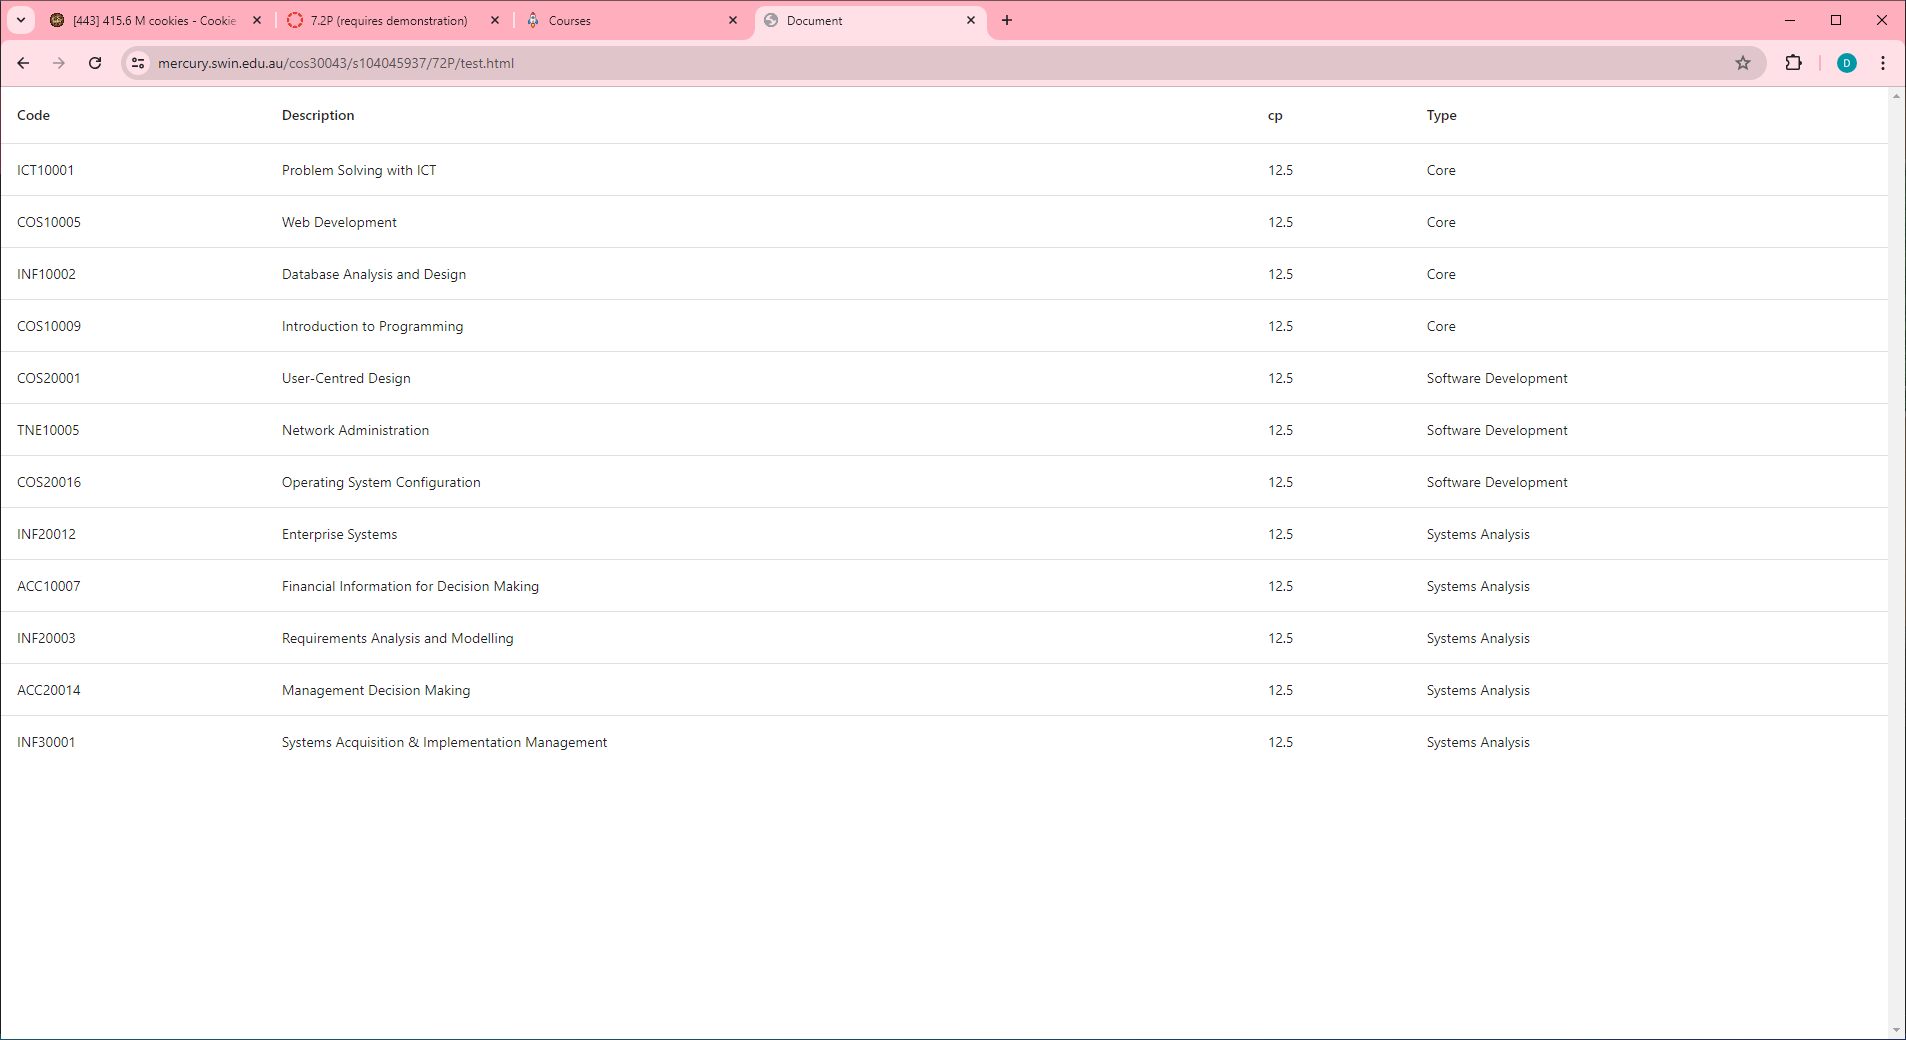 [443] 415.6 M cookies - Cookie 7.2P (requires demonstration) Courses Document
mercury.swin.edu.au/cos30043/s104045937/72P/test.html D
Code Description cp Type
ICT10001 Problem Solving with ICT 12.5 Core
COS10005 Web Development 12.5 Core
INF10002 Database Analysis and Design 12.5 Core
COS10009 Introduction to Programming 12.5 Core
COS20001 User-Centred Design 12.5 Software Development
TNE10005 Network Administration 12.5 Software Development
COS20016 Operating System Configuration 12.5 Software Development
INF20012 Enterprise Systems 12.5 Systems Analysis
ACC10007 Financial Information for Decision Making 12.5 Systems Analysis
INF20003 Requirements Analysis and Modelling 12.5 Systems Analysis
ACC20014 Management Decision Making 12.5 Systems Analysis
INF30001 Systems Acquisition & Implementation Management 12.5 Systems Analysis